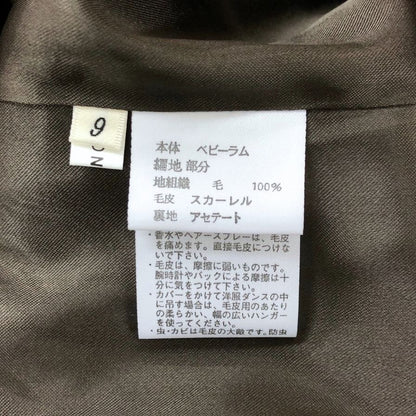 9
ON
本体 ベビーラム
編地部分
地組織 毛 100%
毛皮 スカーレル
裏地 アセテート
・香水やヘアースプレーは、毛皮
を痛めます。直接毛皮につけな
いで下さい。
・毛皮は、摩擦に弱いものです。
腕時計やバックによる摩擦は十
分に気をつけて下さい。
・カバーをかけて洋服ダンスの中
に吊す場合は、毛皮用のあたり
の柔らかい、幅の広いハンガー
を使ってください。
・虫・カビは毛皮の大敵です。防虫